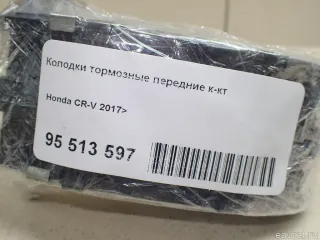 Колодки тормозные передние к-кт
Honda CR-V 2017>
95 513 597